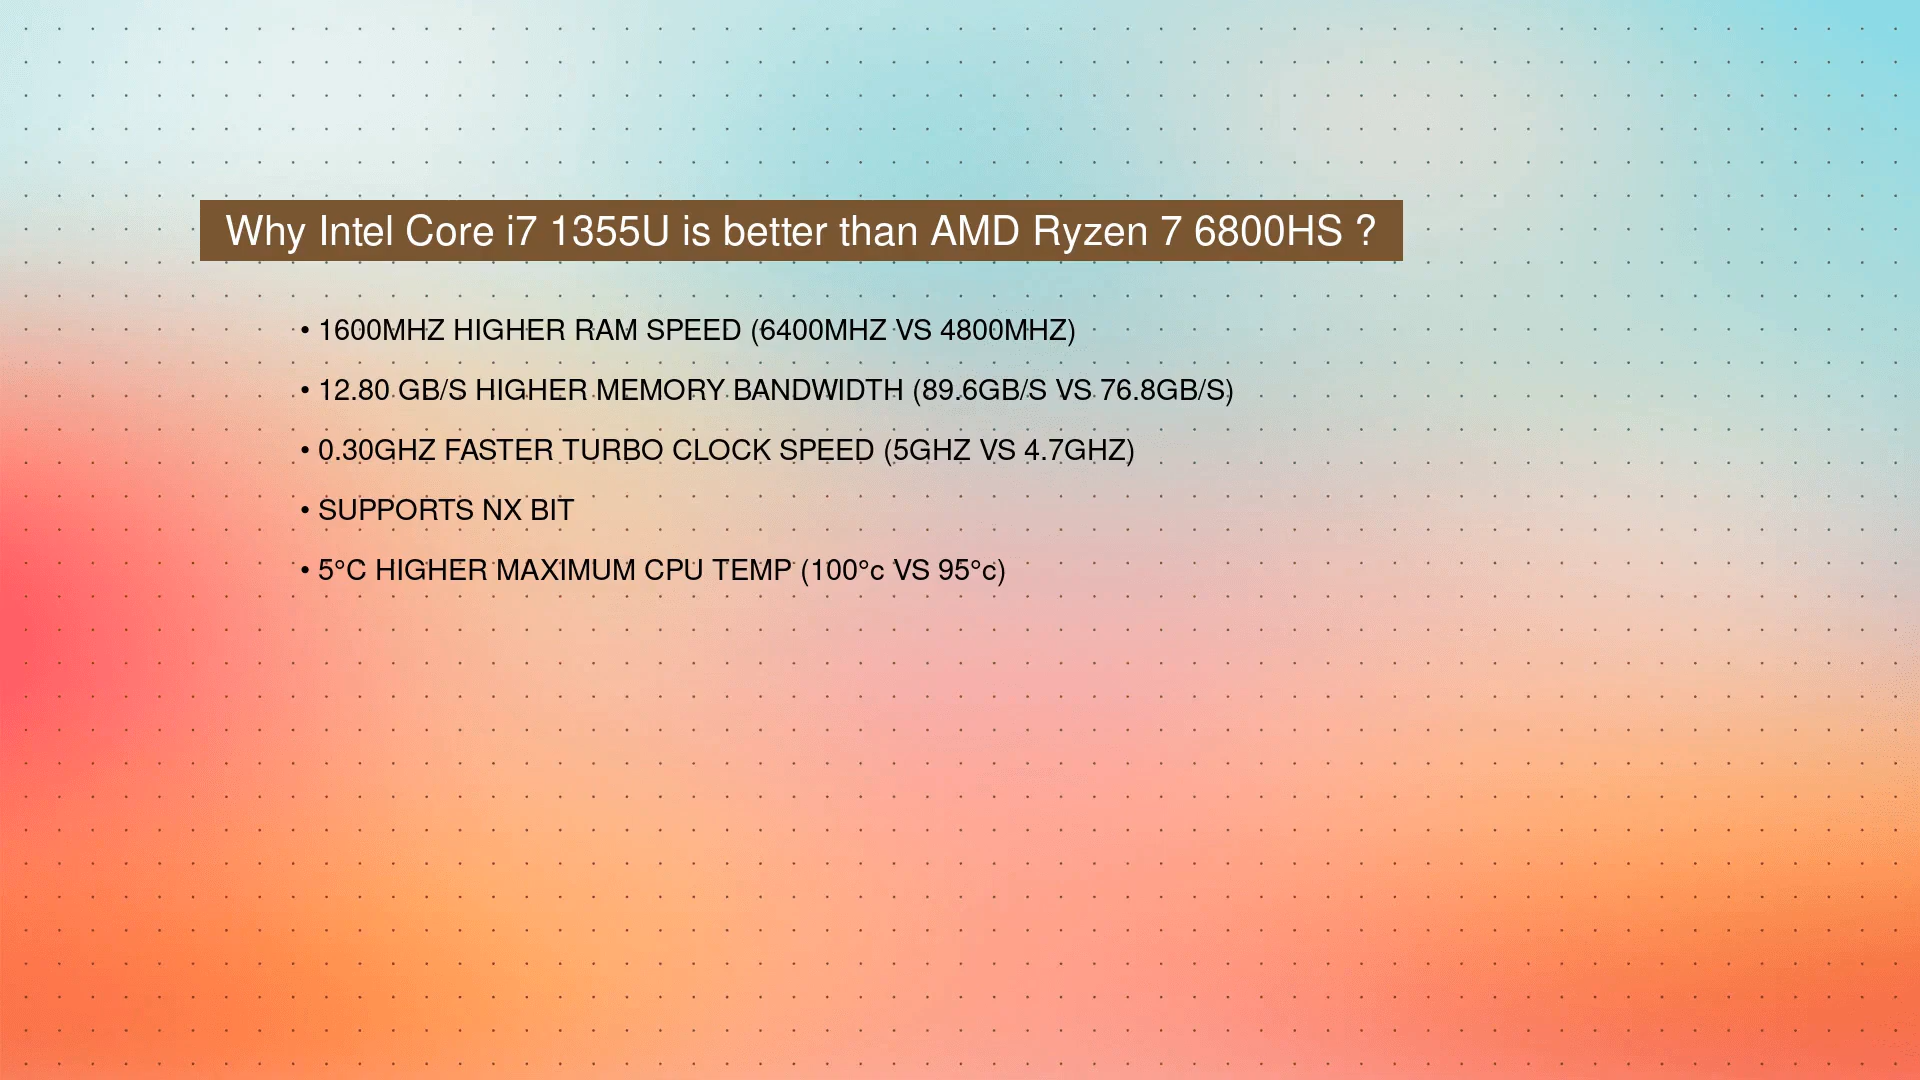 Why Intel Core i7 1355U is better than AMD Ryzen 7 6800HS ?
• 1600MHZ HIGHER RAM SPEED (6400MHZ VS 4800MHZ)
• 12.80 GB/S HIGHER MEMORY BANDWIDTH (89.6GB/S VS 76.8GB/S)
• 0.30GHZ FASTER TURBO CLOCK SPEED (5GHZ VS 4.7GHZ)
• SUPPORTS NX BIT
• 5°C HIGHER MAXIMUM CPU TEMP (100°c VS 95°c)